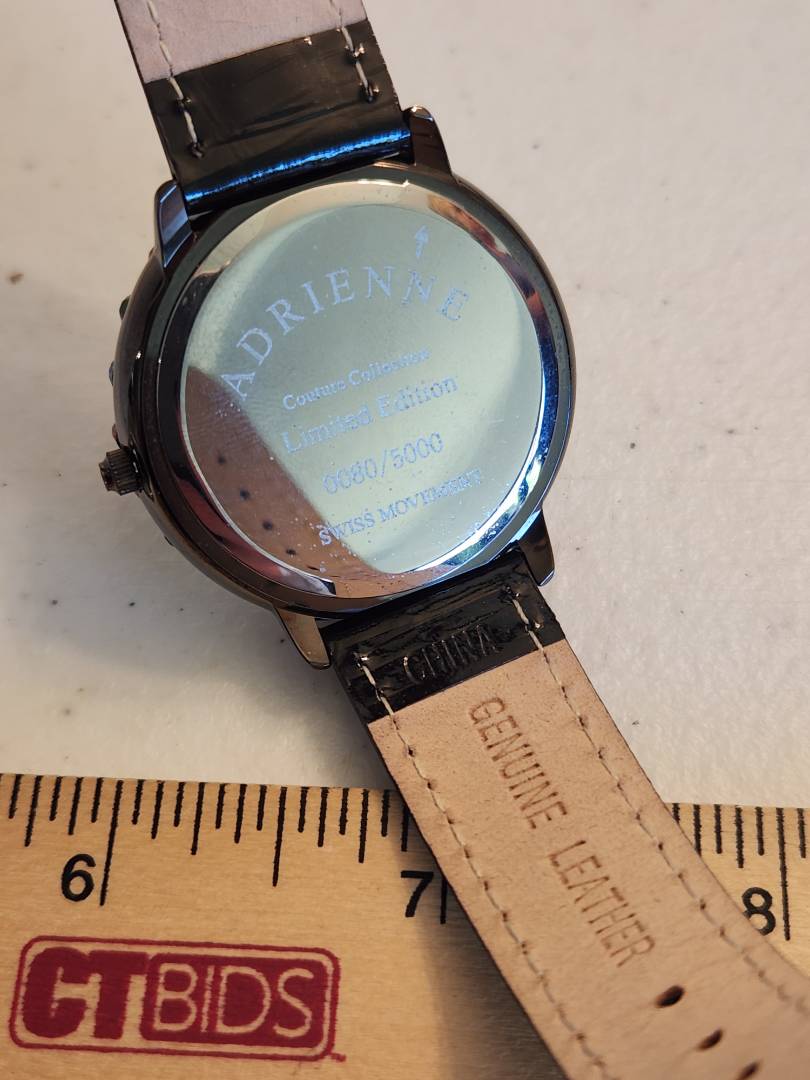 ADRIENNE
Couture Collection
Limited Edition
0080/5000
SWISS MOVEMENT
CHINA
GENUINE LEATHER
6
7
8
CTBIDS